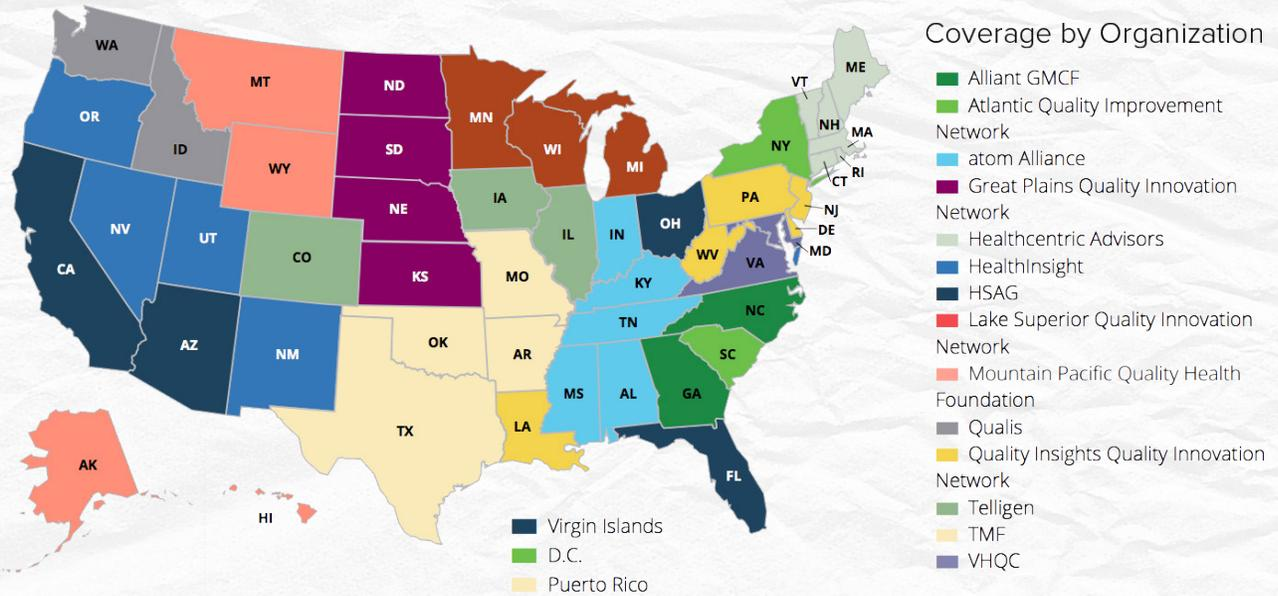 Coverage by Organization
Alliant GMCF
Atlantic Quality Improvement
Network
atom Alliance
Great Plains Quality Innovation
Network
Healthcentric Advisors
HealthInsight
HSAG
Lake Superior Quality Innovation
Network
Mountain Pacific Quality Health
Foundation
Qualis
Quality Insights Quality Innovation
Network
Telligen
TMF
VHQC
WA
MT
ND
MN
ME
VT
OR
ID
WY
SD
WI
MI
NY
NH
MA
RI
CT
NV
UT
CO
NE
IA
IL
IN
OH
PA
NJ
DE
MD
WV
VA
CA
KS
MO
KY
AZ
NM
OK
AR
TN
NC
SC
TX
LA
MS
AL
GA
FL
AK
HI
Virgin Islands
D.C.
Puerto Rico